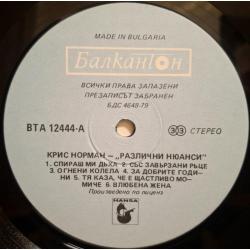 MADE IN BULGARIA
Балкантон
ВСИЧКИ ПРАВА ЗАПАЗЕНИ
ПРЕЗАПИСЪТ ЗАБРАНЕН
БДС 4648-79
ВТА 12444-А
33 СТЕРЕО
КРИС НОРМАН – „РАЗЛИЧНИ НЮАНСИ"
1. СПИРАШ МИ ДЪХА 2. СЪС ЗАВЪРЗАНИ РЪЦЕ
3. ОГНЕНИ КОЛЕЛА 4. ЗА ДОБРИТЕ ГОДИ-
НИ 5. ТЯ КАЗА, ЧЕ Е ЩАСТЛИВО МО-
МИЧЕ 6. ВЛЮБЕНА ЖЕНА
Произведено по лиценз
HANSA